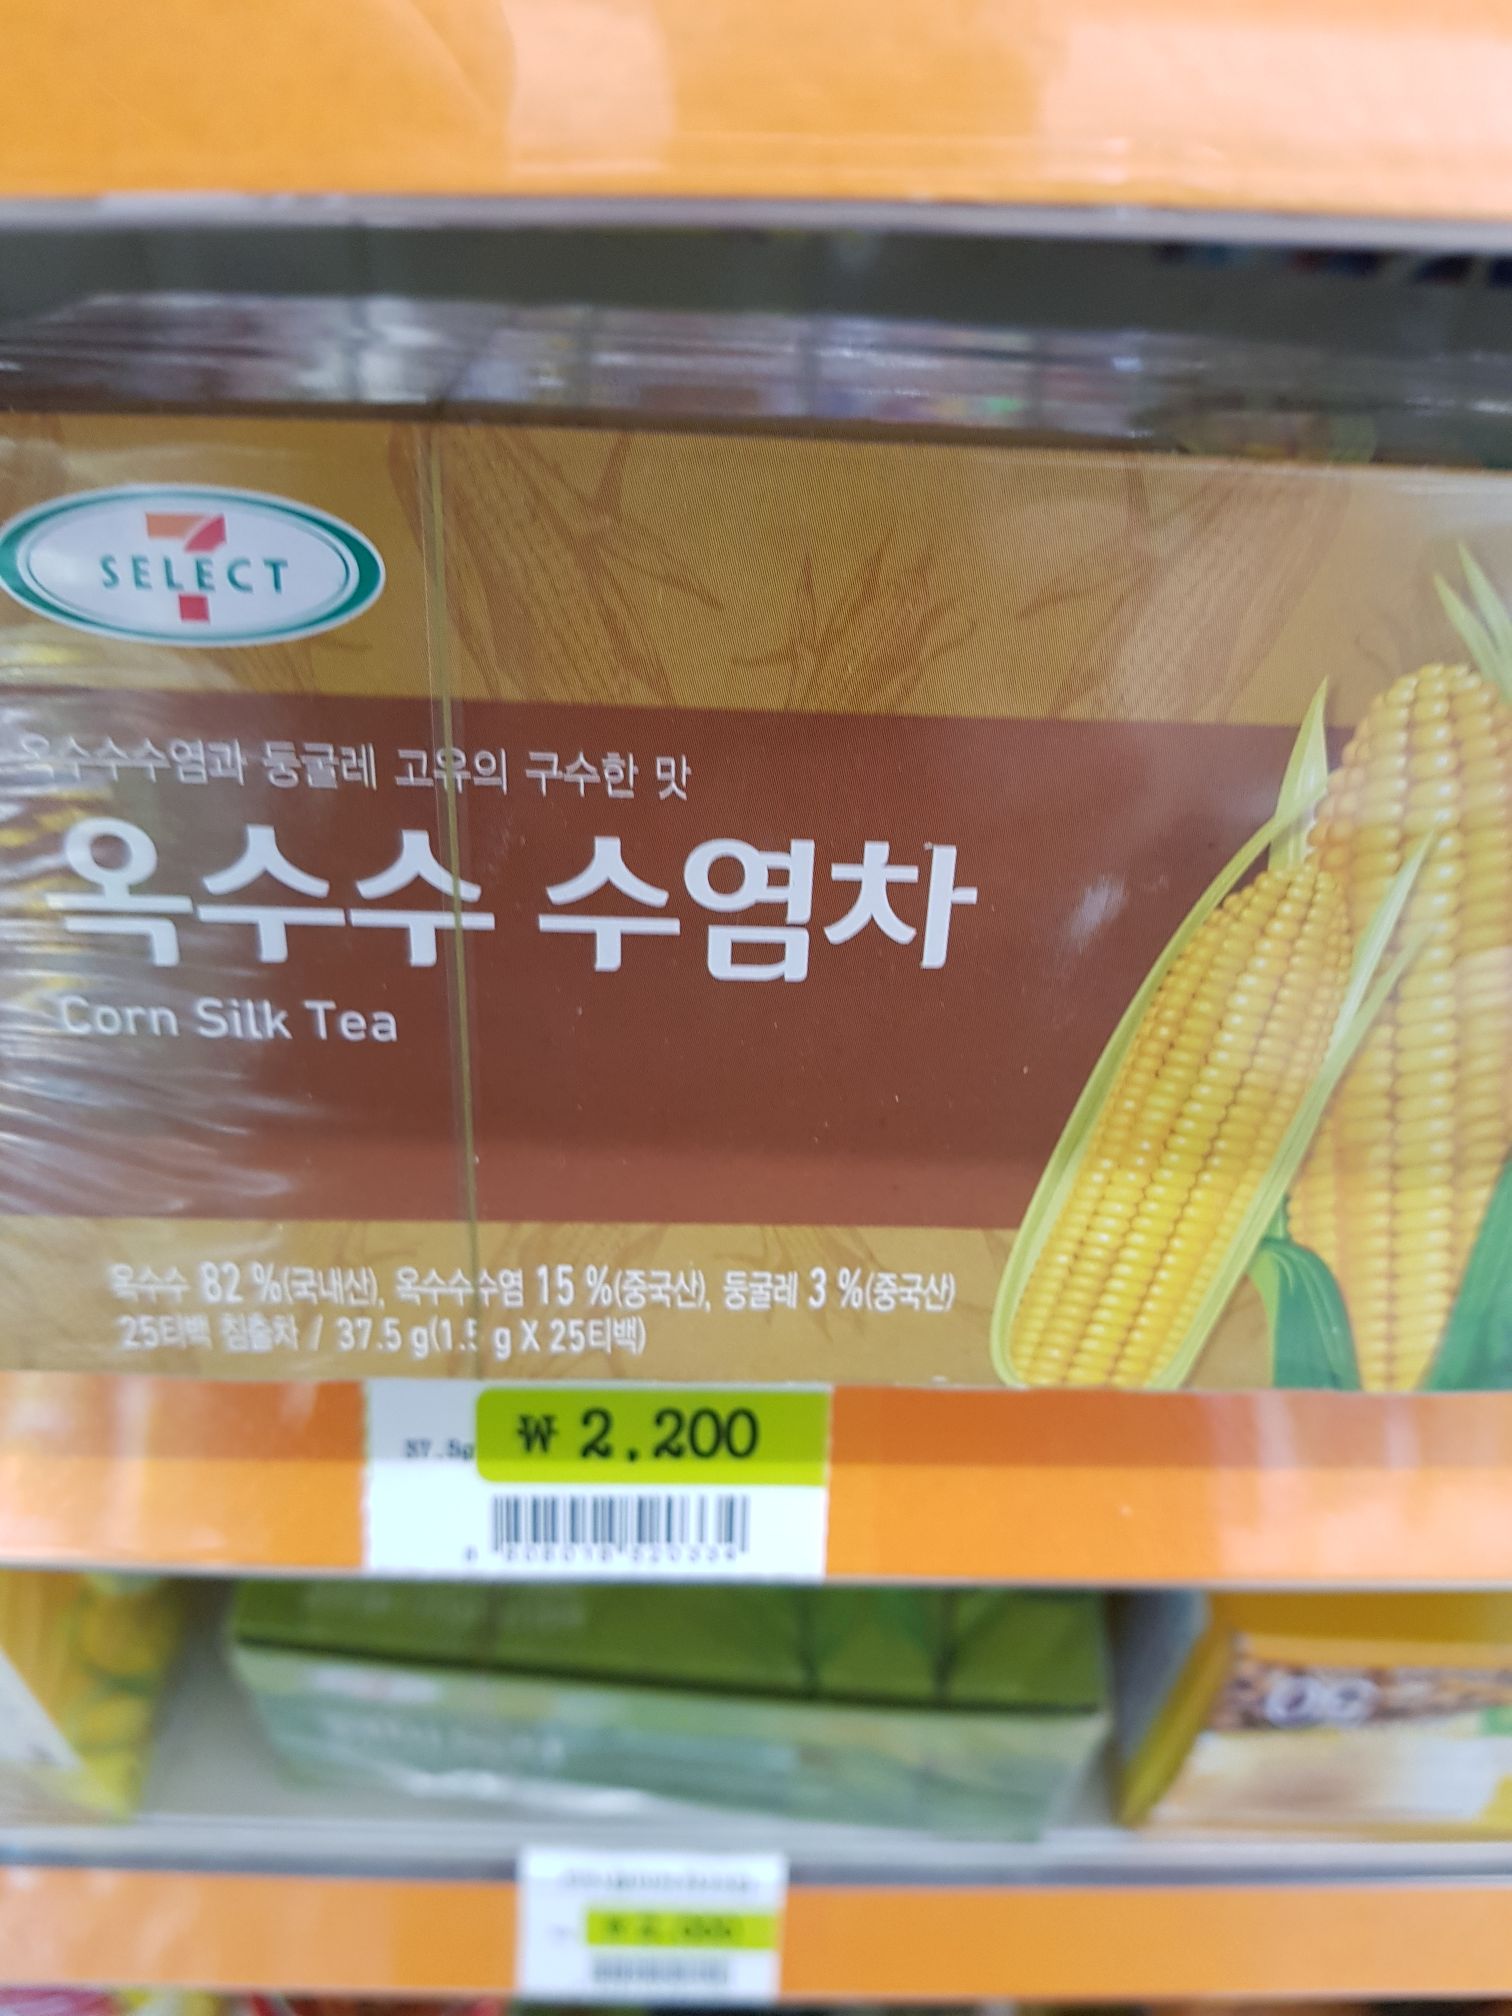 7
SELECT
옥수수수염과 둥굴레 고유의 구수한 맛
옥수수 수염차
Corn Silk Tea
옥수수 82 %(국내산), 옥수수수염 15 %(중국산), 둥굴레 3 %(중국산)
25티백 침출차 / 37.5 g(1.5 g X 25티백)
37.5g ₩ 2,200